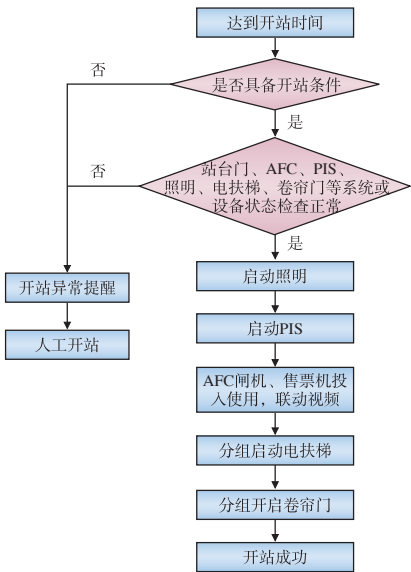 达到开站时间
否
是否具备开站条件
是
否
站台门、AFC、PIS、
照明、电扶梯、卷帘门等系统或
设备状态检查正常
是
开站异常提醒
启动照明
人工开站
启动PIS
AFC闸机、售票机投
入使用，联动视频
分组启动电扶梯
分组开启卷帘门
开站成功